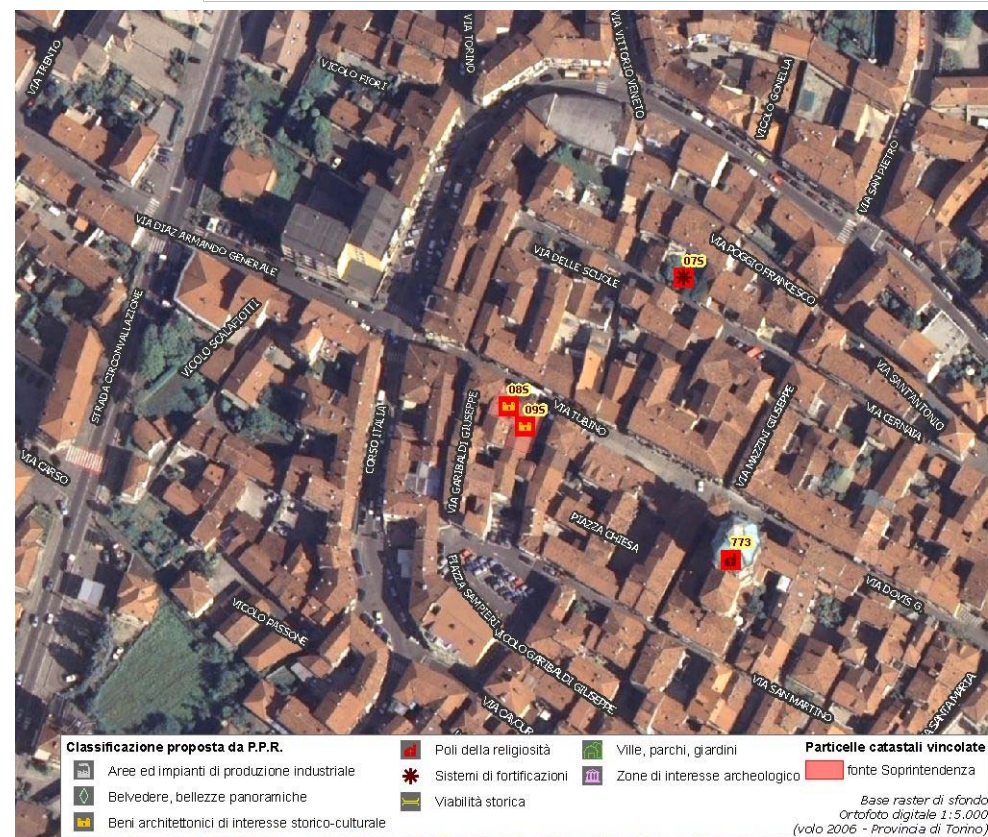 VIA TRENTO
VICOLO FIORI
VIA TORINO
VIA VITTORIO VENETO
VICOLO GONELLA
VIA SAN PIETRO
VIA DIAZ ARMANDO GENERALE
VIA DELLE SCUOLE
07S
VIA POGGIO FRANCESCO
STRADA CIRCONVALLAZIONE
VICOLO SCALAFIOTTI
VIA SANT'ANTONIO
VIA CERNAIA
08S
09S
VIA TUBINO
VIA MAZZINI GIUSEPPE
VIA GARIBALDI GIUSEPPE
CORSO ITALIA
VIA CARSO
PIAZZA CHIESA
773
VIA DOVIS G.
VICOLO PASSONE
PIAZZA SAMPIERI
VICOLO GARIBALDI GIUSEPPE
VIA SAN MARTINO
VIA CAVOUR
SANTA MARIA
Classificazione proposta da P.P.R.
Aree ed impianti di produzione industriale
Belvedere, bellezze panoramiche
Beni architettonici di interesse storico-culturale
Poli della religiosità
Sistemi di fortificazioni
Viabilità storica
Ville, parchi, giardini
Zone di interesse archeologico
Particelle catastali vincolate
fonte Soprintendenza
Base raster di sfondo
Ortofoto digitale 1:5.000
(volo 2006 - Provincia di Torino)